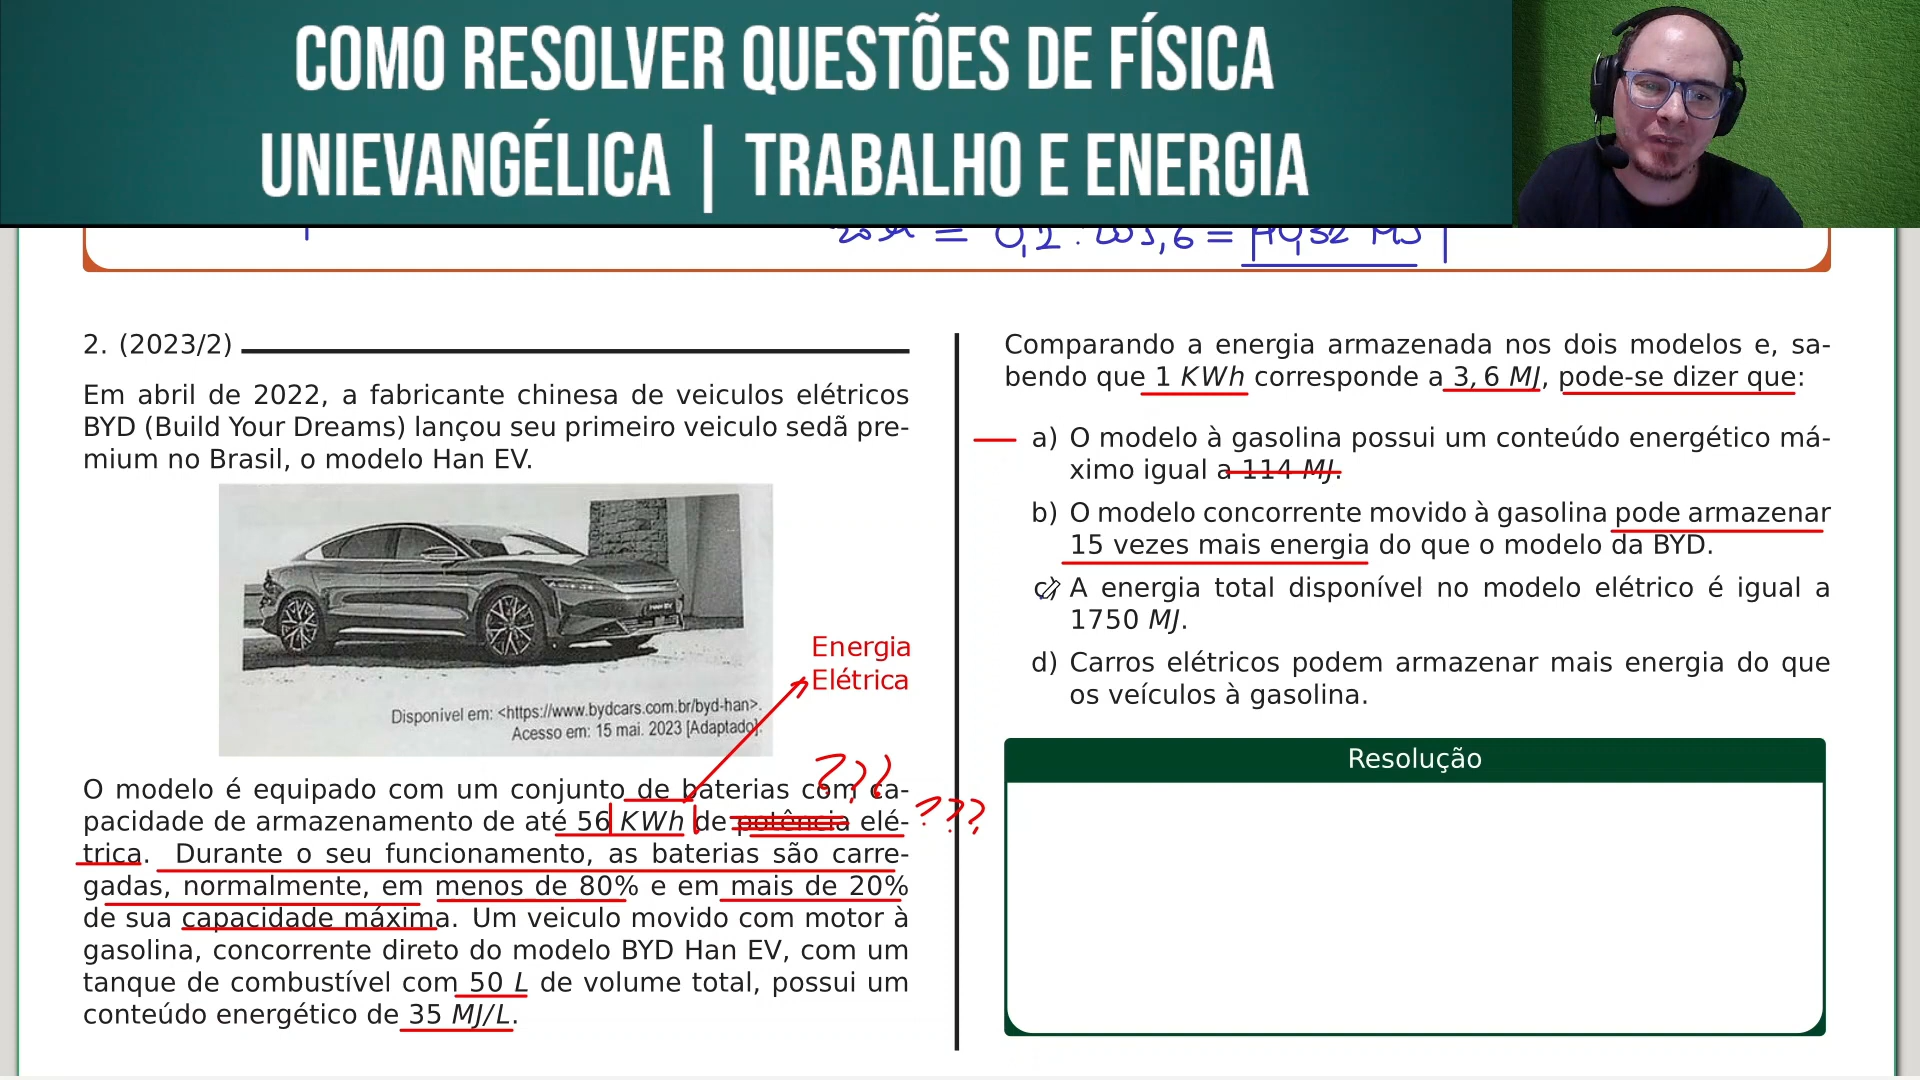 COMO RESOLVER QUESTÕES DE FÍSICA
UNIEVANGÉLICA | TRABALHO E ENERGIA
= 0,2 . 205,6 =
2. (2023/2)
Em abril de 2022, a fabricante chinesa de veiculos elétricos
BYD (Build Your Dreams) lançou seu primeiro veiculo sedã pre-
mium no Brasil, o modelo Han EV.
Energia
Elétrica
Disponível em: <https://www.bydcars.com.br/byd-han>.
Acesso em: 15 mai. 2023 [Adaptado].
???
O modelo é equipado com um conjunto de baterias com ca-
pacidade de armazenamento de até 56 KWh de potência elé-
???
trica. Durante o seu funcionamento, as baterias são carre-
gadas, normalmente, em menos de 80% e em mais de 20%
de sua capacidade máxima. Um veiculo movido com motor à
gasolina, concorrente direto do modelo BYD Han EV, com um
tanque de combustível com 50 L de volume total, possui um
conteúdo energético de 35 MJ/L.
Comparando a energia armazenada nos dois modelos e, sa-
bendo que 1 KWh corresponde a 3,6 MJ, pode-se dizer que:
a) O modelo à gasolina possui um conteúdo energético má-
ximo igual a 114 MJ.
b) O modelo concorrente movido à gasolina pode armazenar
15 vezes mais energia do que o modelo da BYD.
c) A energia total disponível no modelo elétrico é igual a
1750 MJ.
d) Carros elétricos podem armazenar mais energia do que
os veículos à gasolina.
Resolução